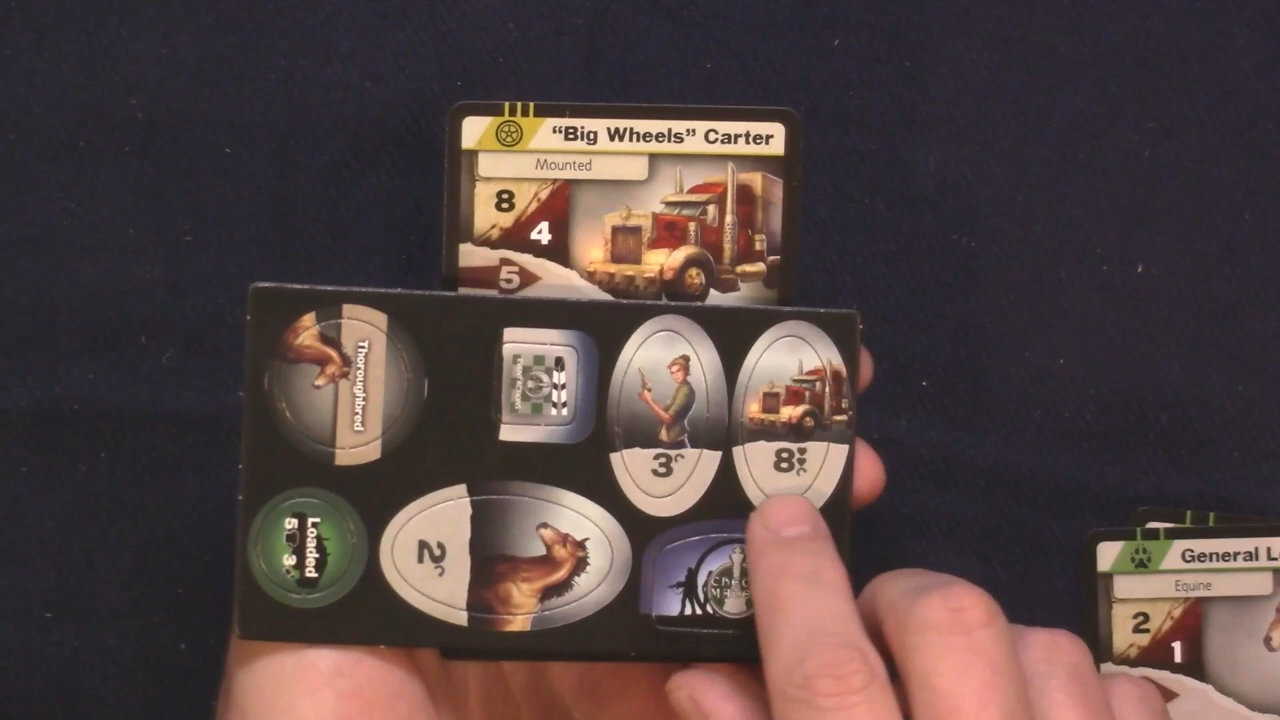 “Big Wheels” Carter
Mounted
8
4
5
Thoroughbred
3
8
Loaded
5 3
2
General L
Equine
2
1